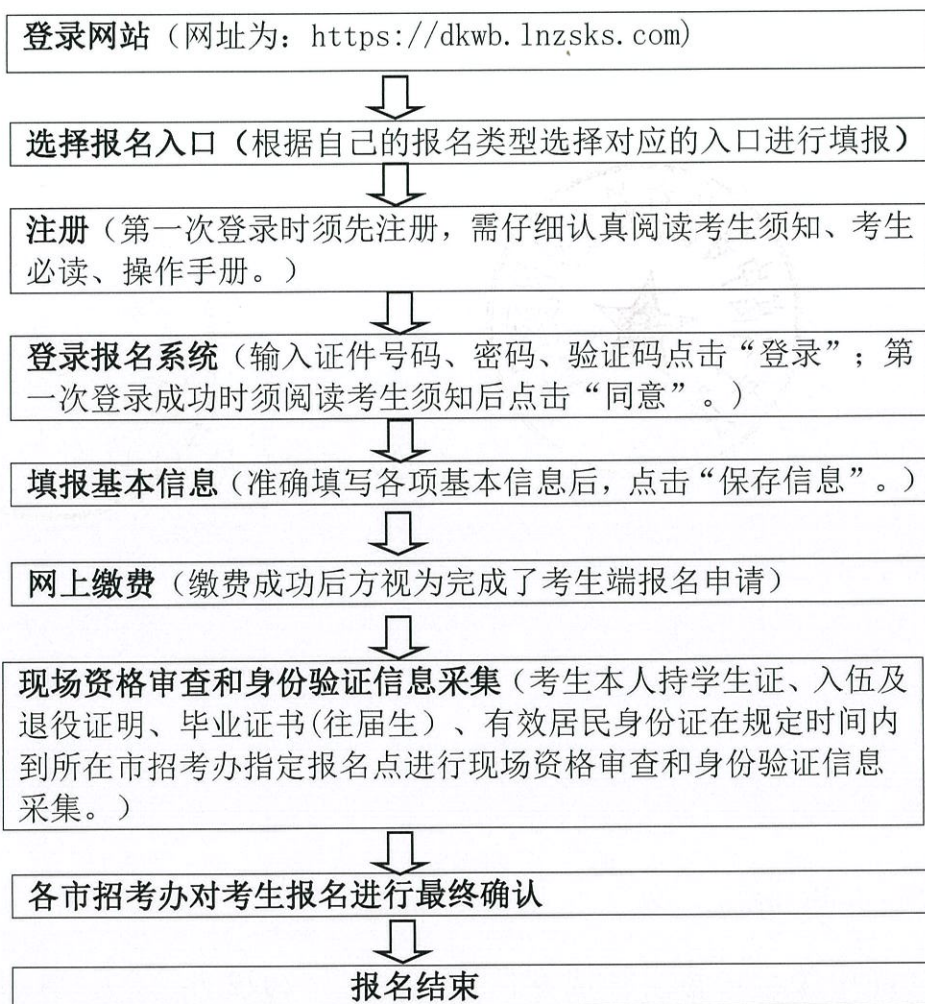 登录网站（网址为：https://dkwb.lnzsks.com）
选择报名入口（根据自己的报名类型选择对应的入口进行填报）
注册（第一次登录时须先注册，需仔细认真阅读考生须知、考生
必读、操作手册。）
登录报名系统（输入证件号码、密码、验证码点击“登录”；第
一次登录成功时须阅读考生须知后点击“同意”。）
填报基本信息（准确填写各项基本信息后，点击“保存信息”。）
网上缴费（缴费成功后方视为完成了考生端报名申请）
现场资格审查和身份验证信息采集（考生本人持学生证、入伍及
退役证明、毕业证书(往届生）、有效居民身份证在规定时间内
到所在市招考办指定报名点进行现场资格审查和身份验证信息
采集。）
各市招考办对考生报名进行最终确认
报名结束